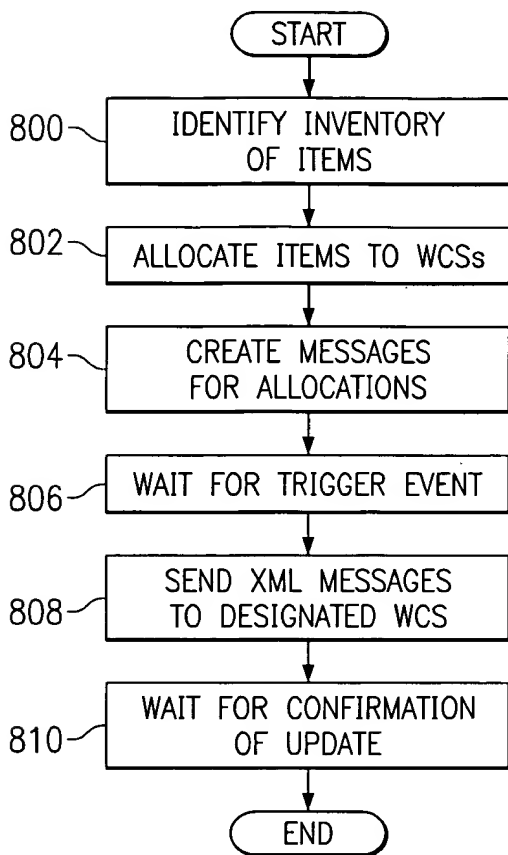 START
800
IDENTIFY INVENTORY
OF ITEMS
802
ALLOCATE ITEMS TO WCSs
804
CREATE MESSAGES
FOR ALLOCATIONS
806
WAIT FOR TRIGGER EVENT
808
SEND XML MESSAGES
TO DESIGNATED WCS
810
WAIT FOR CONFIRMATION
OF UPDATE
END